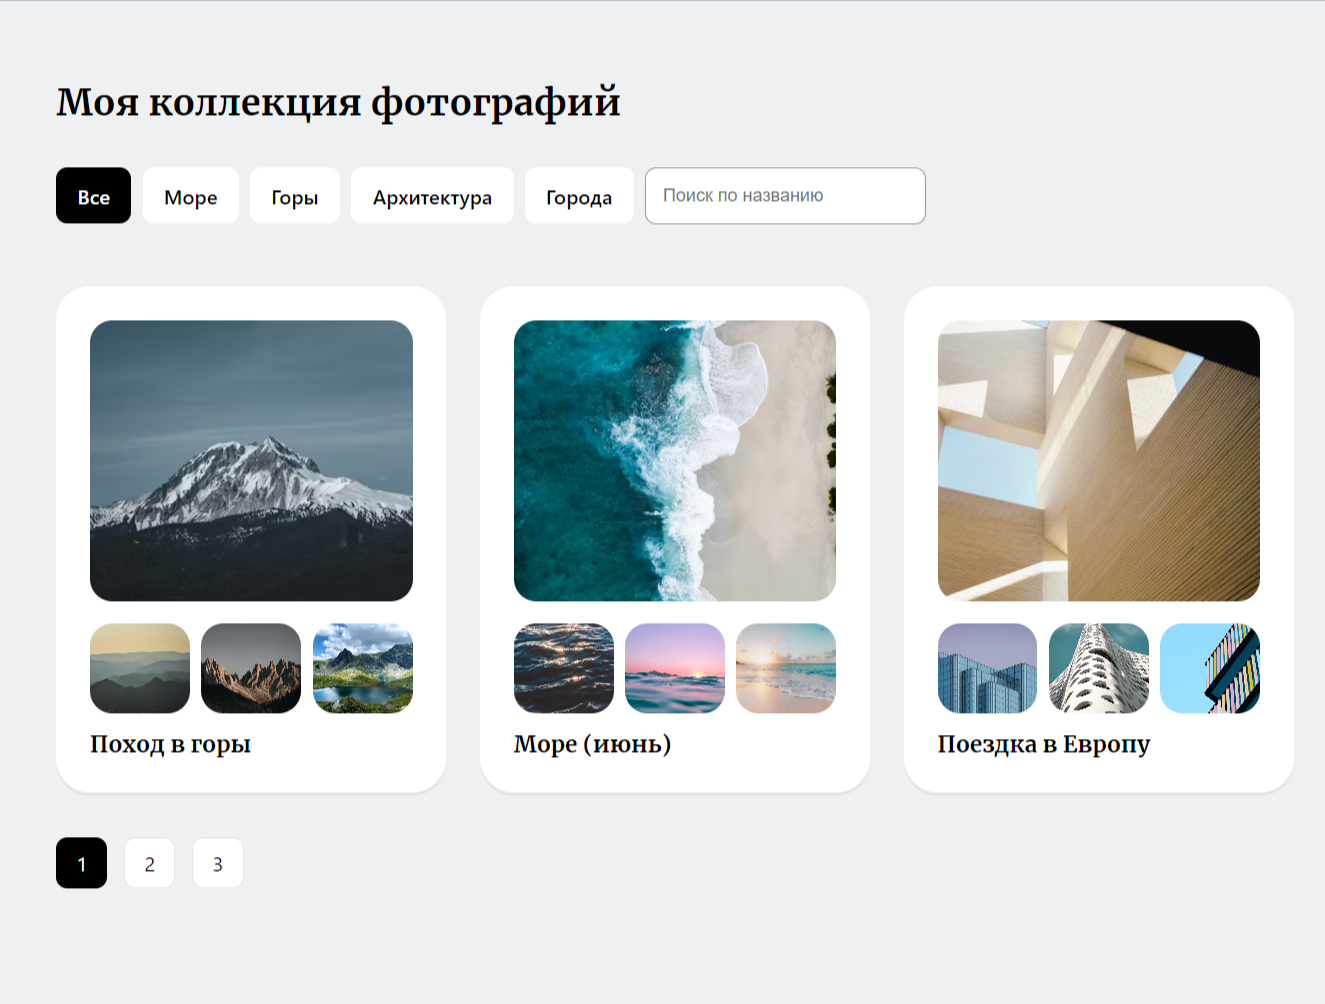 Моя коллекция фотографий
Все Море Горы Архитектура Города Поиск по названию
Поход в горы Море (июнь) Поездка в Европу
1 2 3